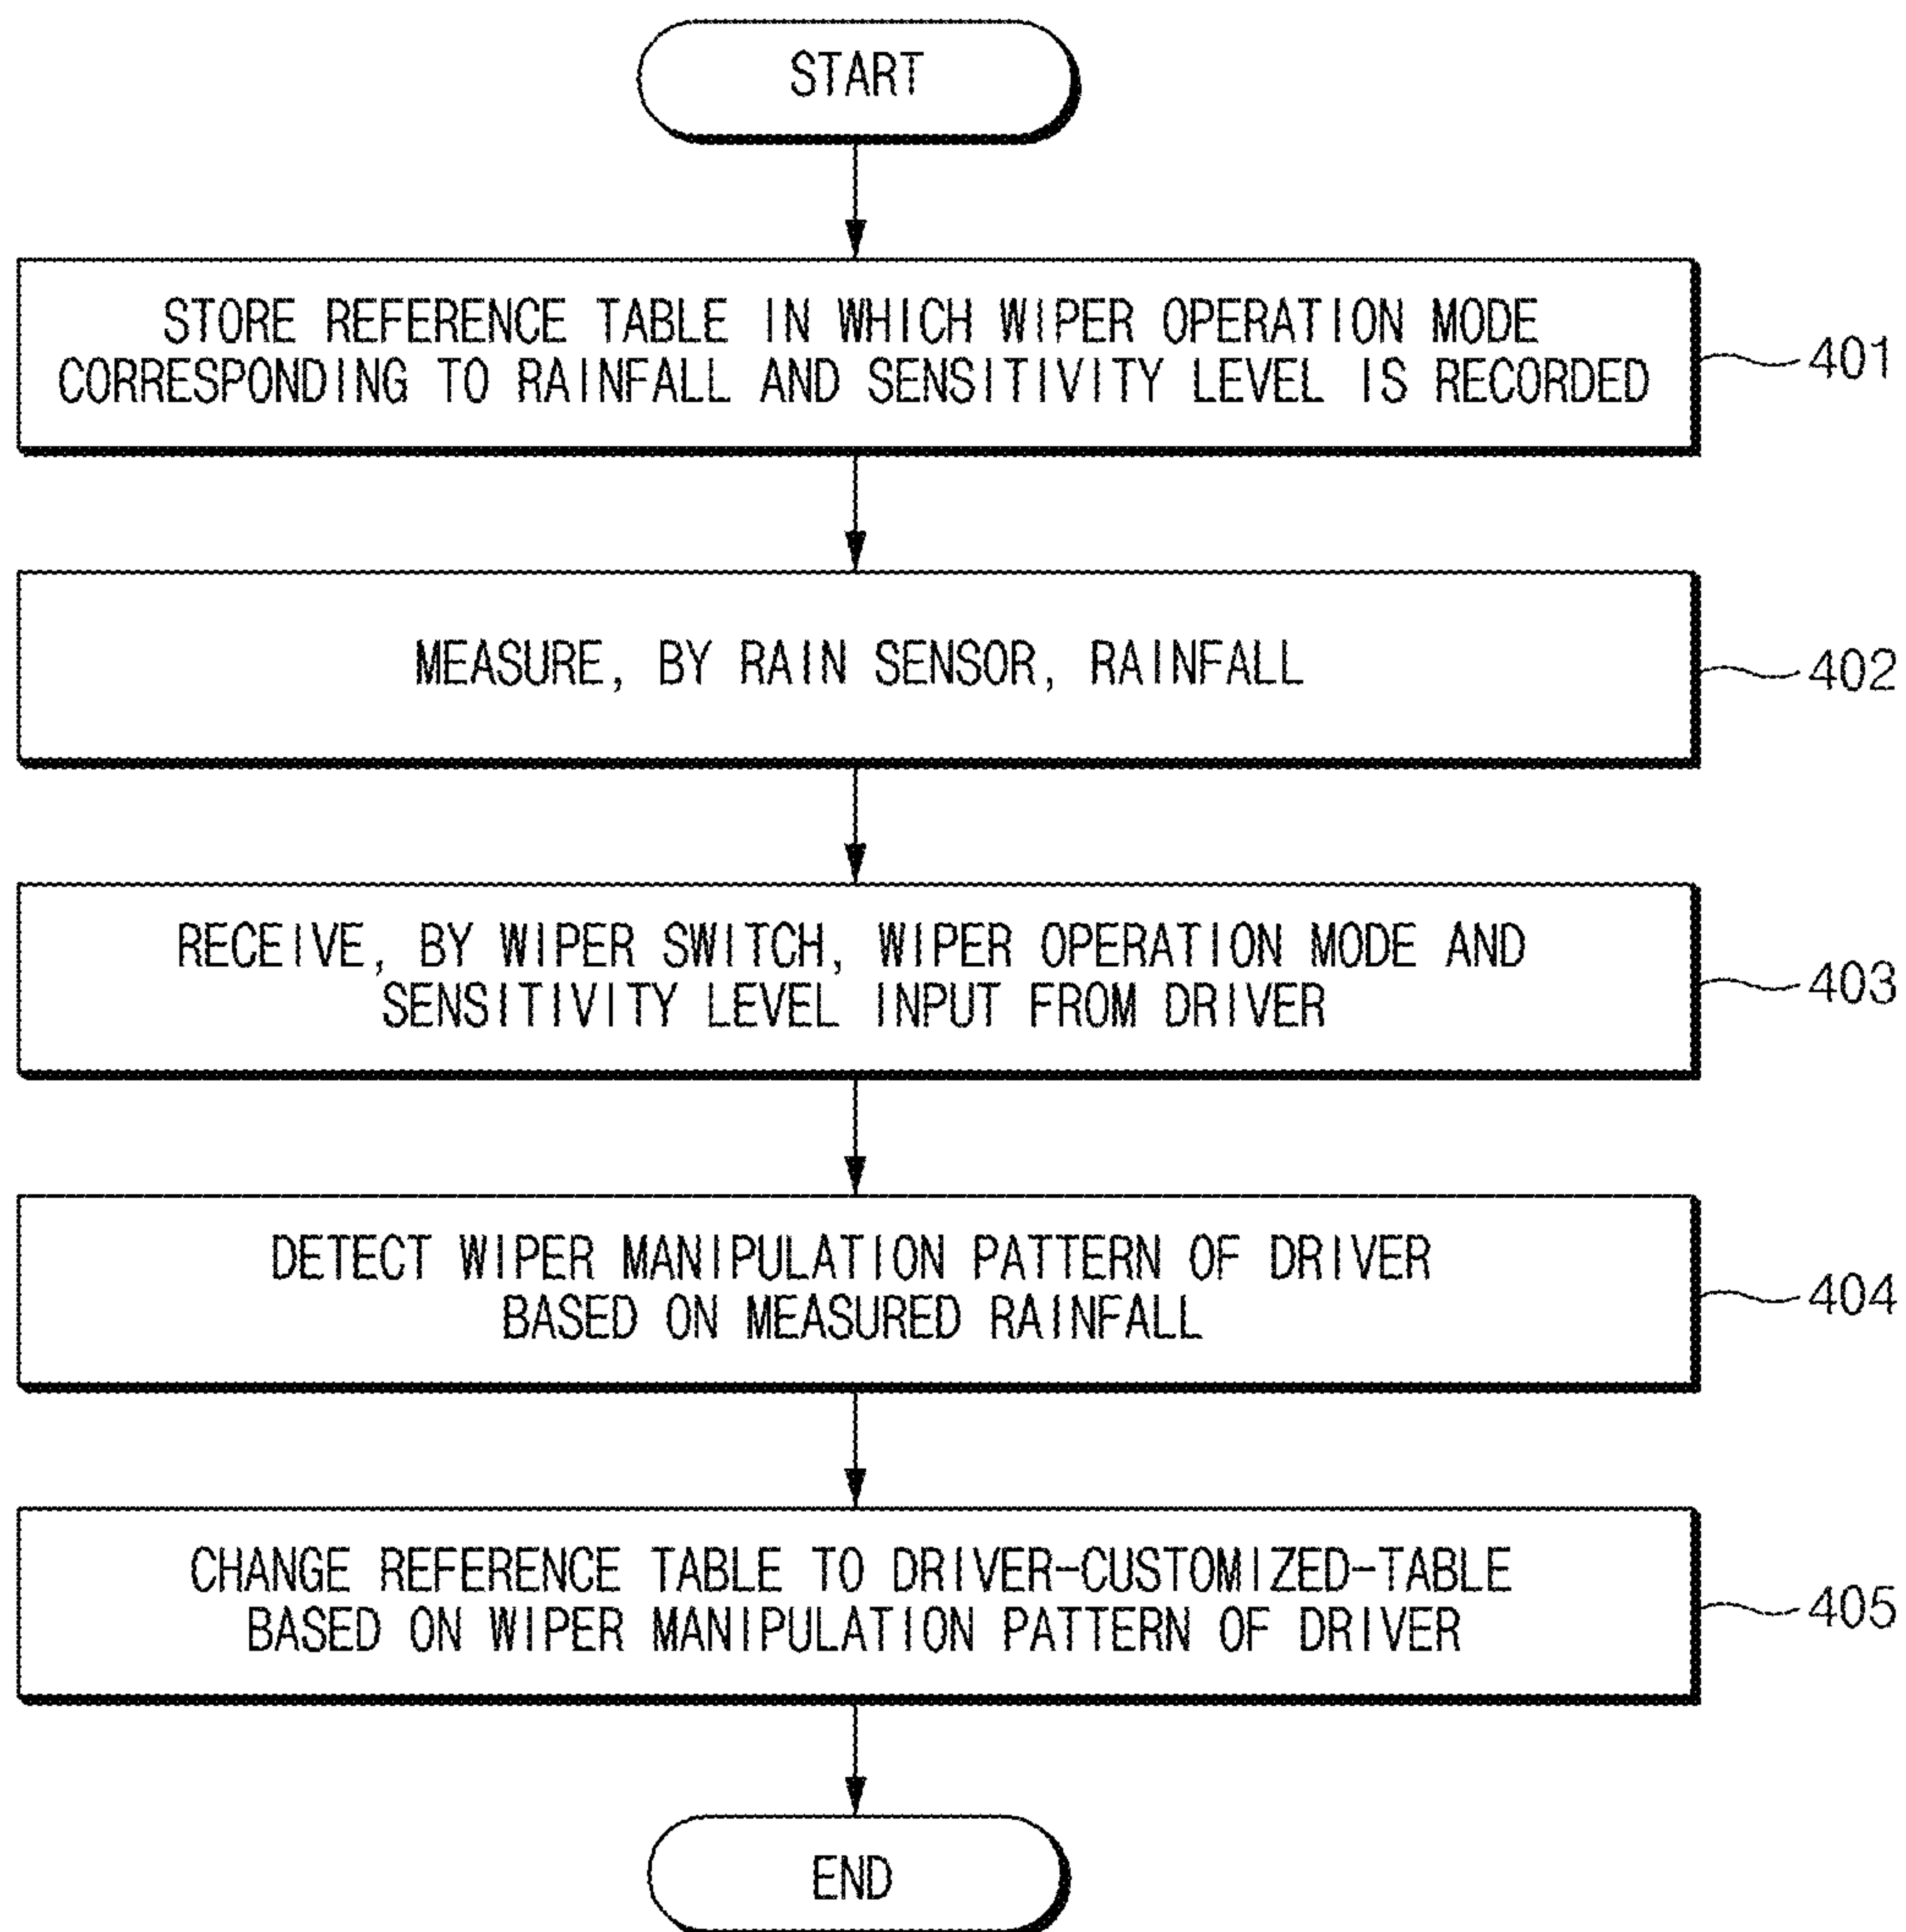 START
STORE REFERENCE TABLE IN WHICH WIPER OPERATION MODE
CORRESPONDING TO RAINFALL AND SENSITIVITY LEVEL IS RECORDED
401
MEASURE, BY RAIN SENSOR, RAINFALL
402
RECEIVE, BY WIPER SWITCH, WIPER OPERATION MODE AND
SENSITIVITY LEVEL INPUT FROM DRIVER
403
DETECT WIPER MANIPULATION PATTERN OF DRIVER
BASED ON MEASURED RAINFALL
404
CHANGE REFERENCE TABLE TO DRIVER-CUSTOMIZED-TABLE
BASED ON WIPER MANIPULATION PATTERN OF DRIVER
405
END